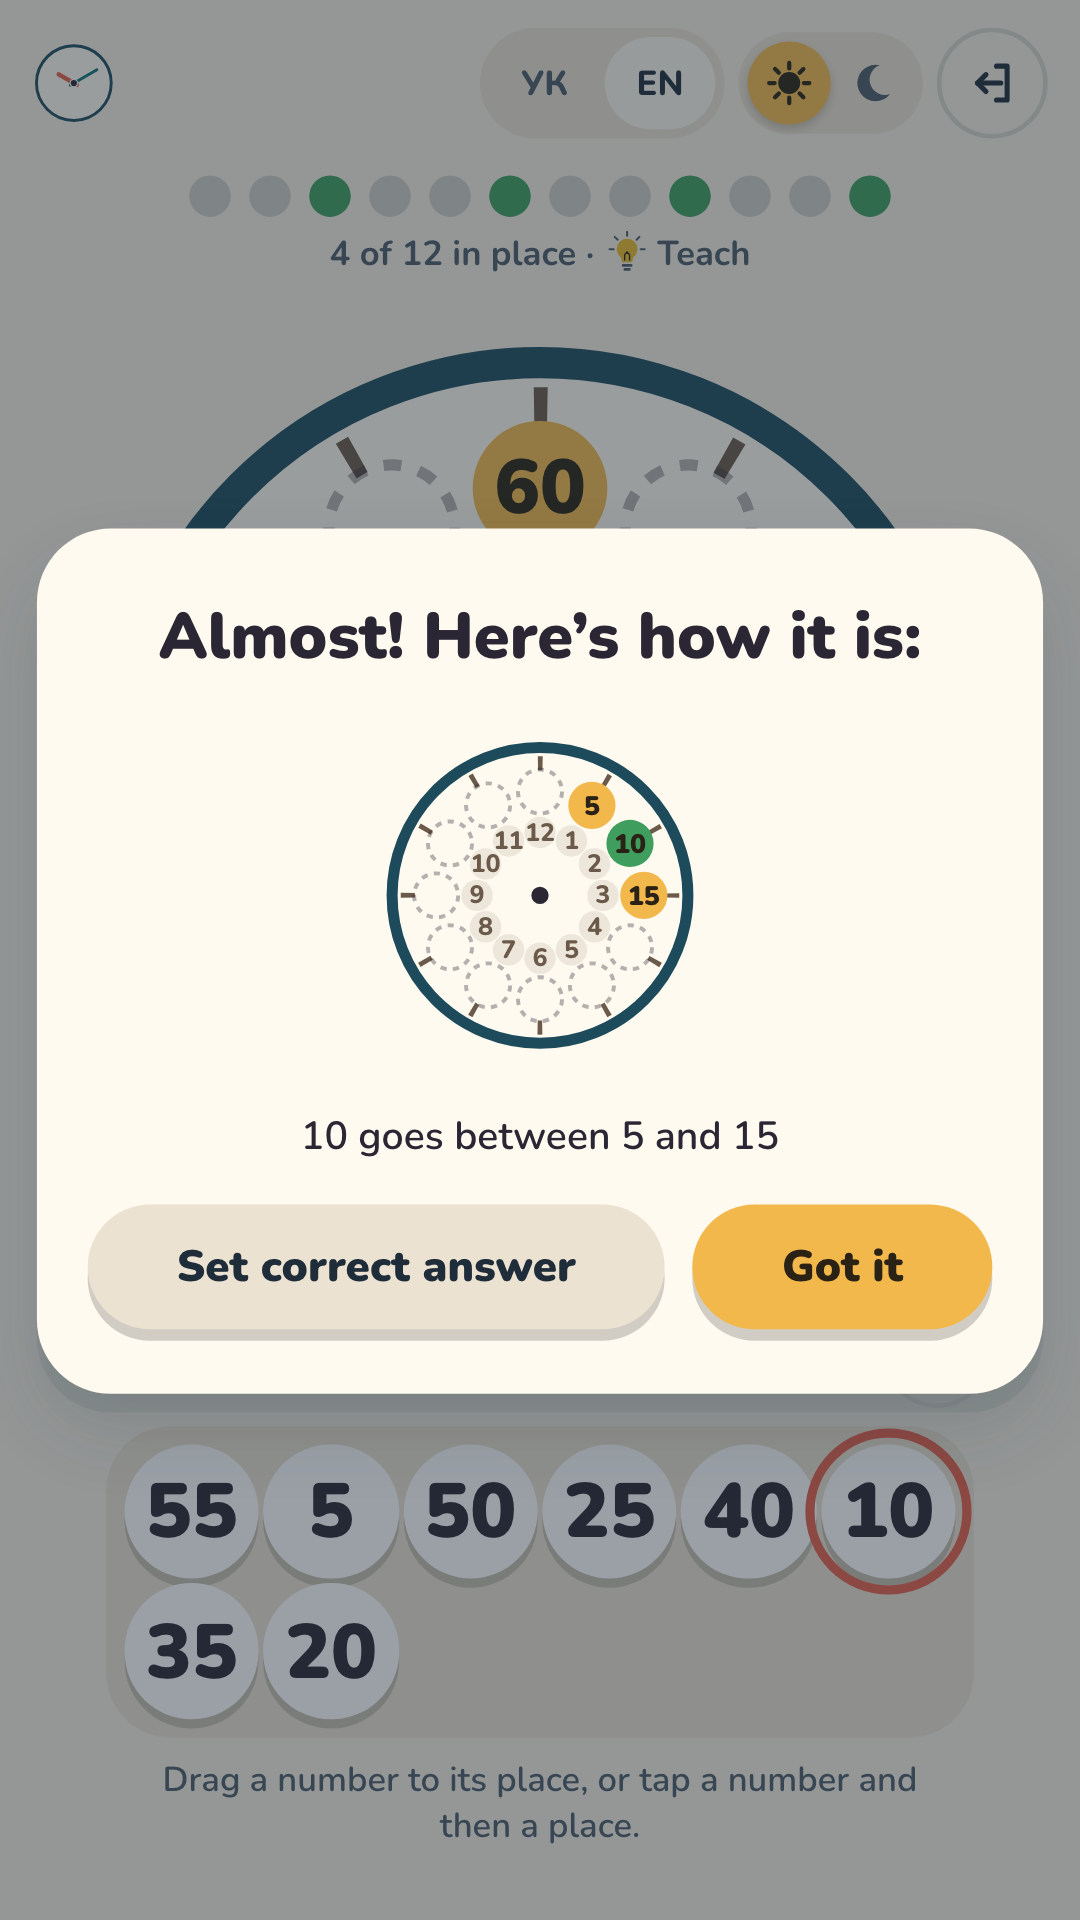 УК EN
4 of 12 in place · Teach
60
Almost! Here’s how it is:
5
10
15
12
1
2
3
4
5
6
7
8
9
10
11
10 goes between 5 and 15
Set correct answer
Got it
55 5 50 25 40 10
35 20
Drag a number to its place, or tap a number and
then a place.